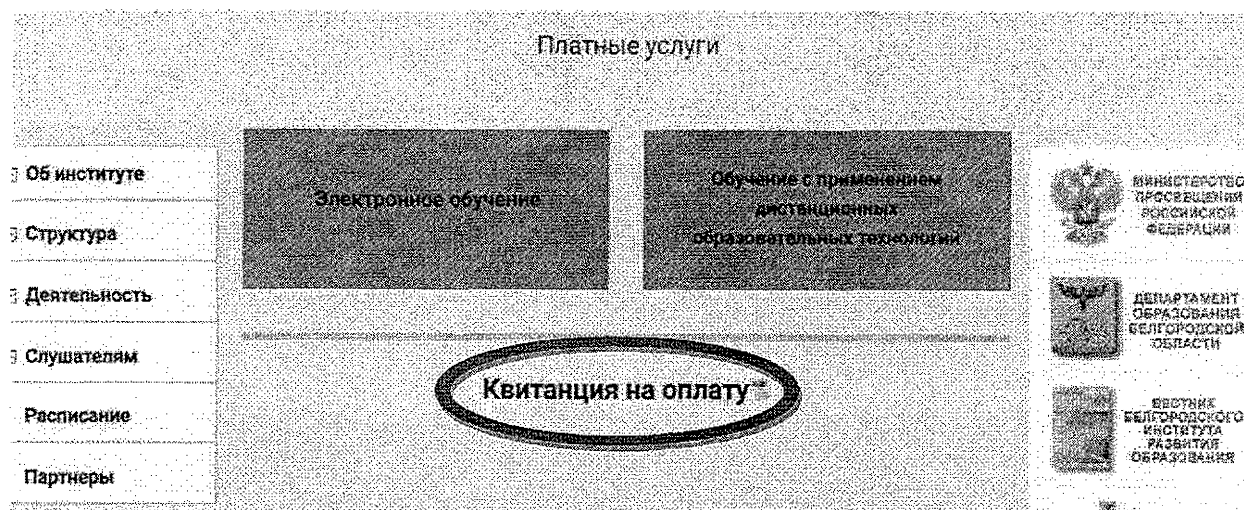 Платные услуги
Об институте
Структура
Деятельность
Слушателям
Расписание
Партнеры
Электронное обучение
Обучение с применением
дистанционных
образовательных технологий
Квитанция на оплату
МИНИСТЕРСТВО
ПРОСВЕЩЕНИЯ
РОССИЙСКОЙ
ФЕДЕРАЦИИ
ДЕПАРТАМЕНТ
ОБРАЗОВАНИЯ
БЕЛГОРОДСКОЙ
ОБЛАСТИ
ВЕСТНИК
БЕЛГОРОДСКОГО
ИНСТИТУТА
РАЗВИТИЯ
ОБРАЗОВАНИЯ